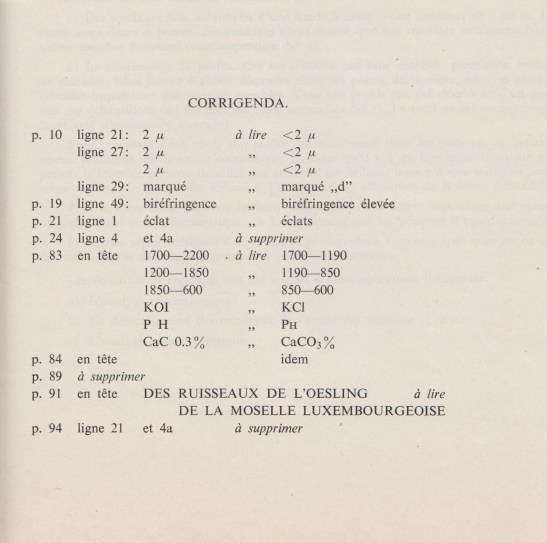 CORRIGENDA.
p. 10 ligne 21: 2 μ à lire <2 μ
ligne 27: 2 μ „ <2 μ
2 μ „ <2 μ
ligne 29: marqué „ marqué „d”
p. 19 ligne 49: biréfringence „ biréfringence élevée
p. 21 ligne 1 éclat „ éclats
p. 24 ligne 4 et 4a à supprimer
p. 83 en tête 1700—2200 à lire 1700—1190
1200—1850 „ 1190—850
1850—600 „ 850—600
KOI „ KCl
P H „ PH
CaC 0.3% „ CaCO₃%
p. 84 en tête idem
p. 89 à supprimer
p. 91 en tête DES RUISSEAUX DE L'OESLING à lire
DE LA MOSELLE LUXEMBOURGEOISE
p. 94 ligne 21 et 4a à supprimer